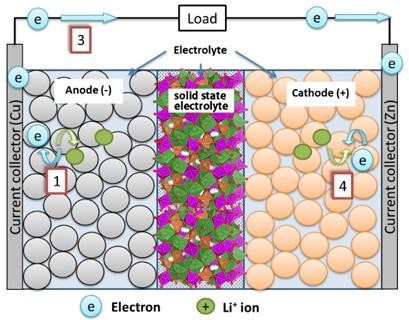 e
Load
e
3
Electrolyte
e
e
Anode (-)
solid state
electrolyte
Cathode (+)
e
+
+
+
+
e
1
4
Current collector (Cu)
Current collector (Zn)
e Electron
+ Li⁺ ion